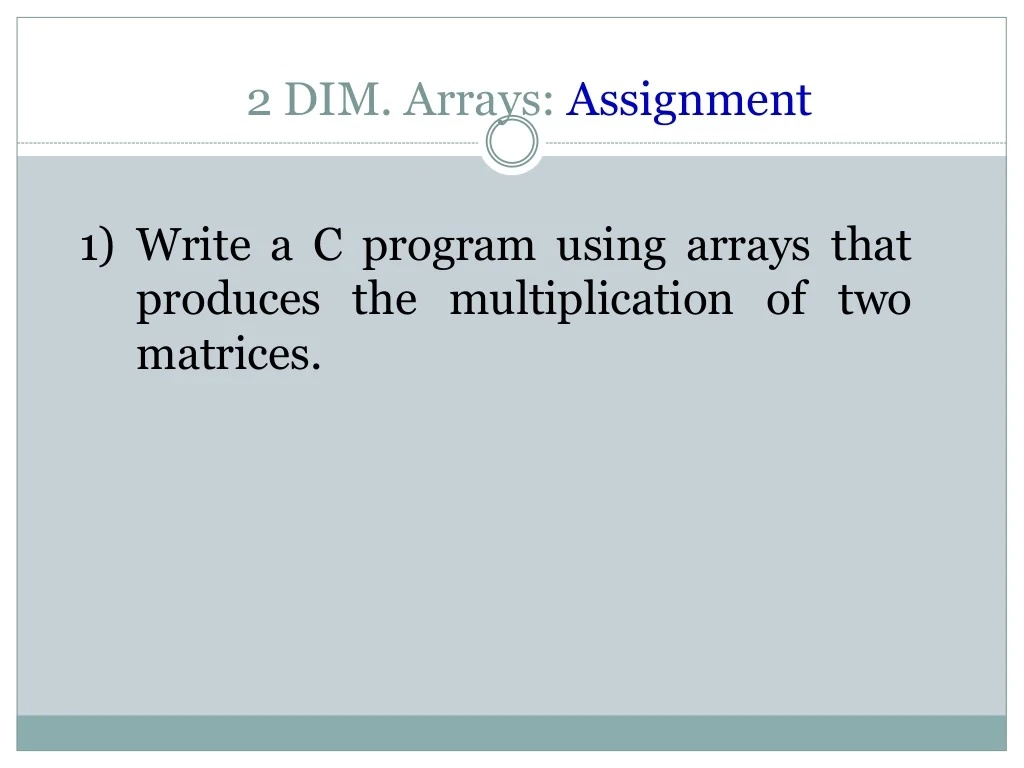 2 DIM. Arrays: Assignment
1) Write a C program using arrays that
produces the multiplication of two
matrices.